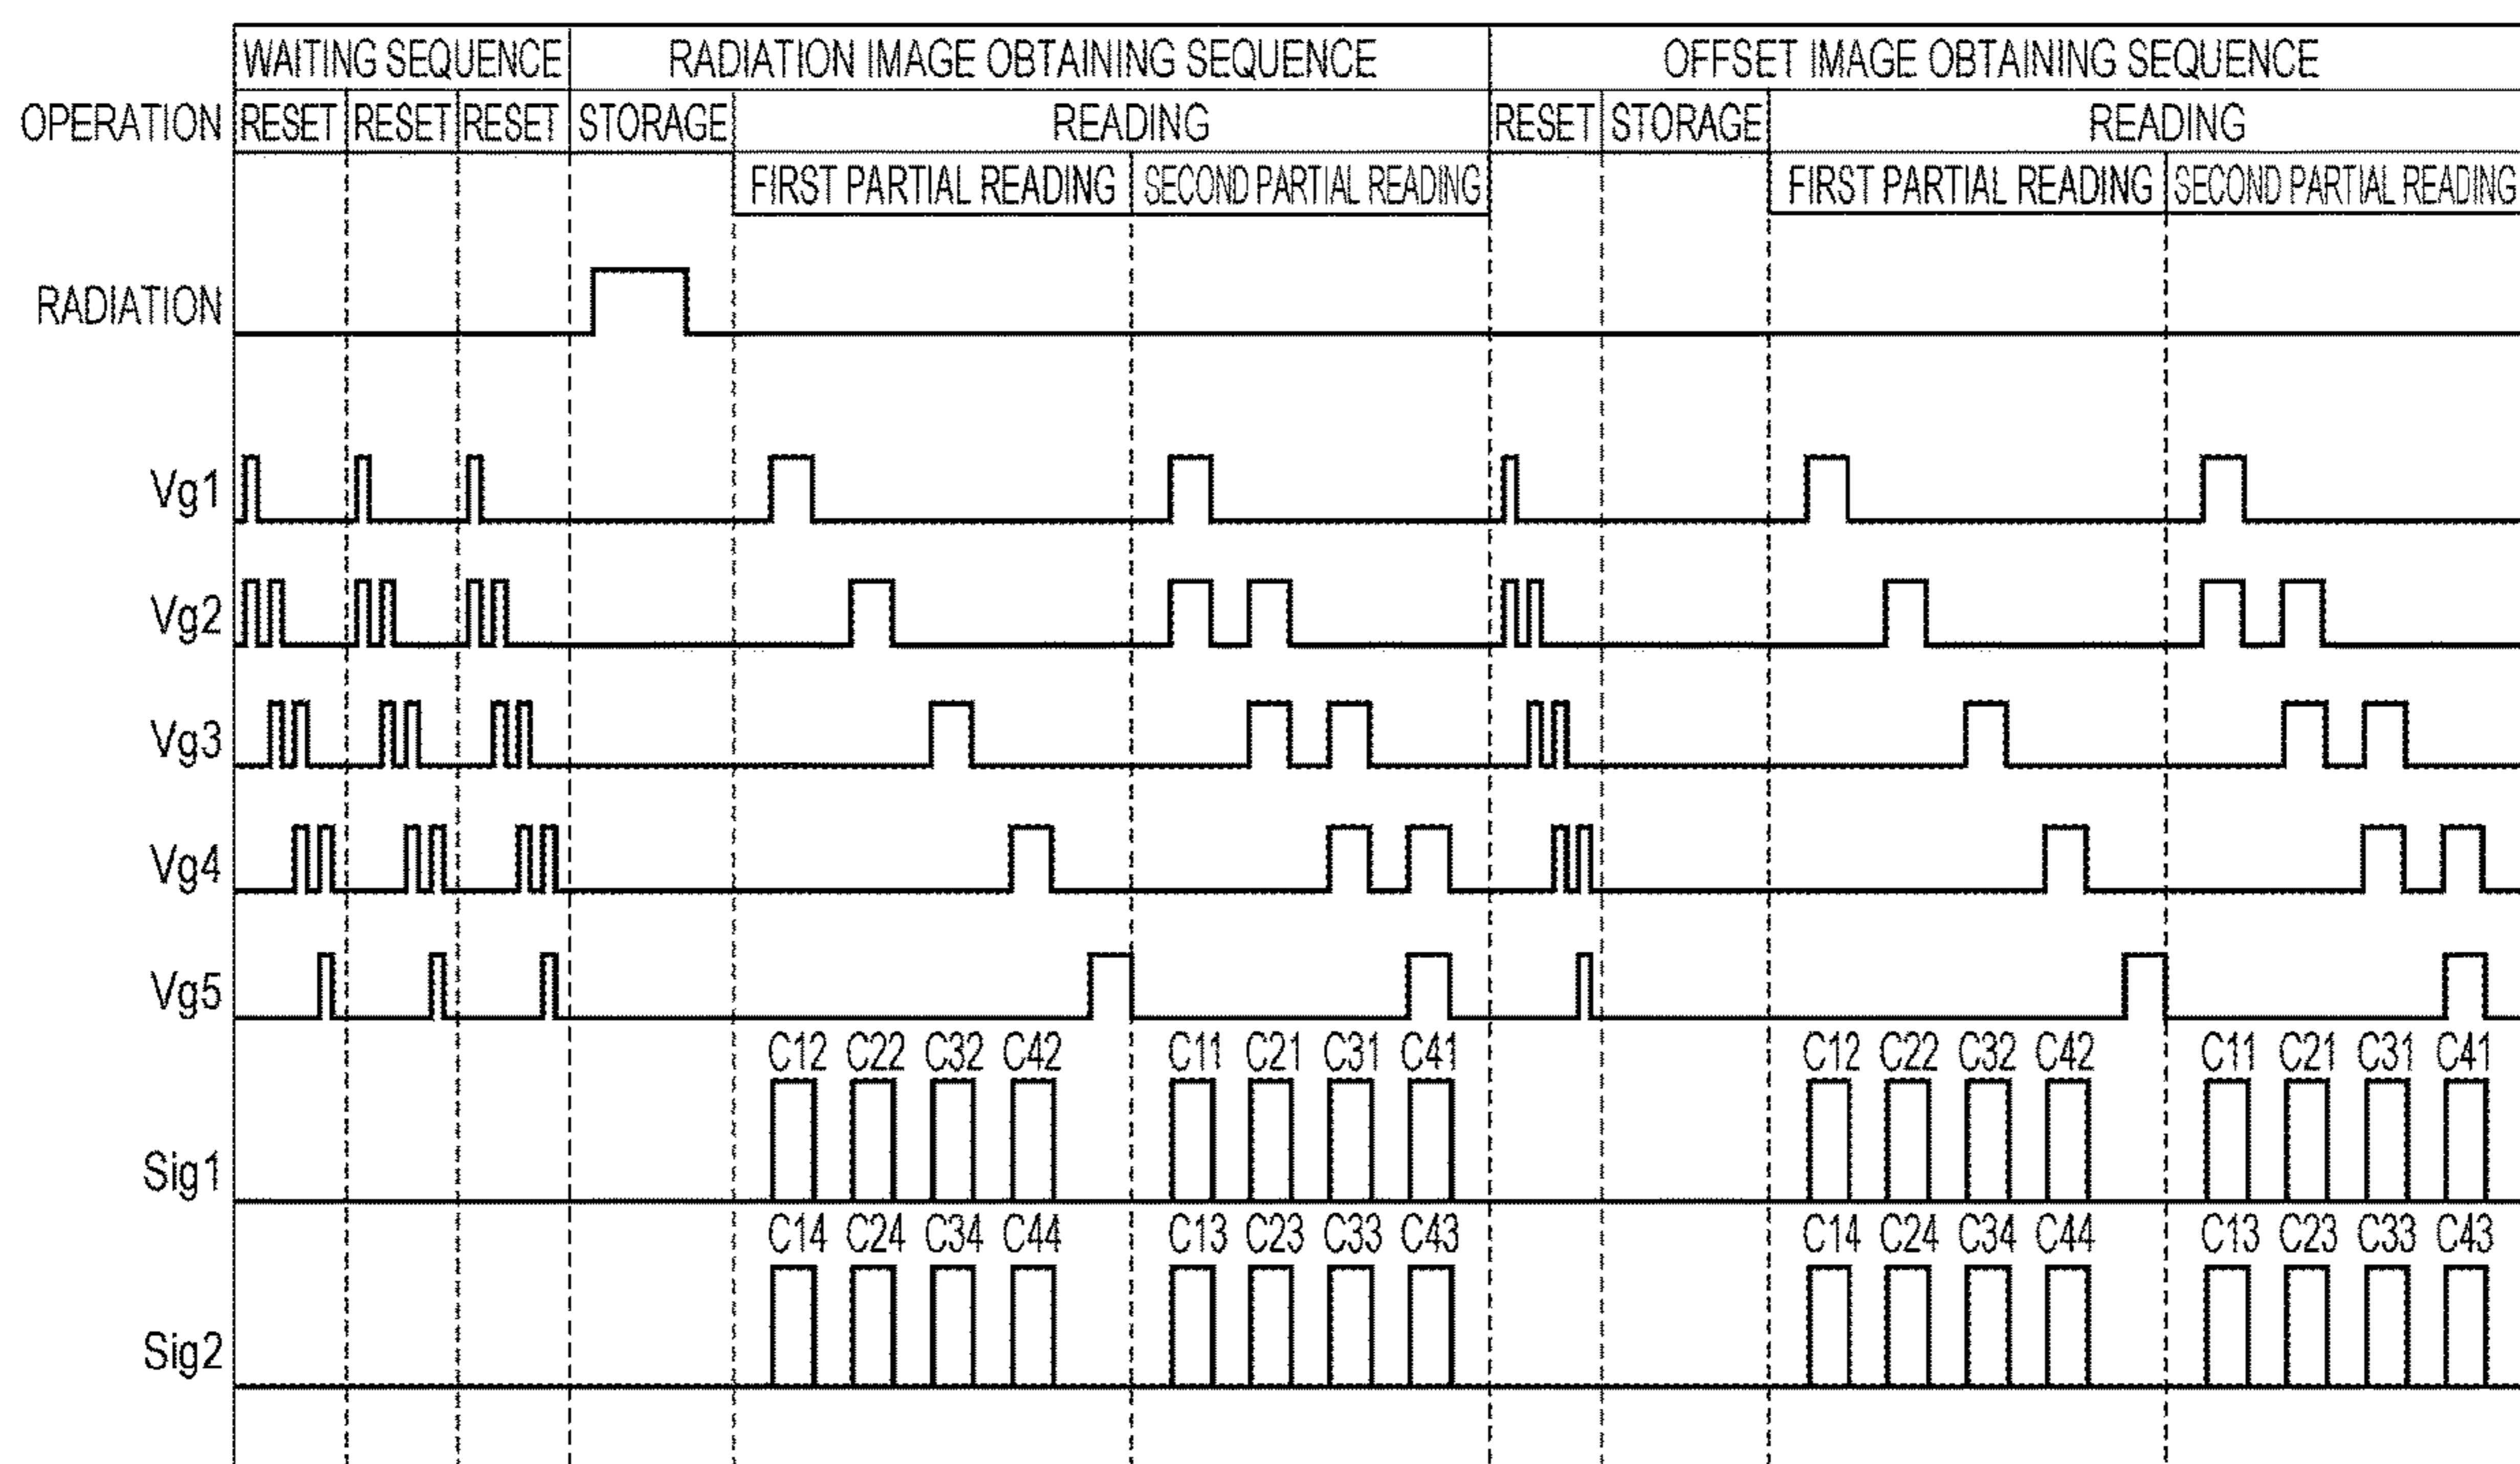 WAITING SEQUENCE RADIATION IMAGE OBTAINING SEQUENCE OFFSET IMAGE OBTAINING SEQUENCE
OPERATION RESET RESET RESET STORAGE READING RESET STORAGE READING
FIRST PARTIAL READING SECOND PARTIAL READING FIRST PARTIAL READING SECOND PARTIAL READING
RADIATION
Vg1
Vg2
Vg3
Vg4
Vg5
C12 C22 C32 C42 C11 C21 C31 C41 C12 C22 C32 C42 C11 C21 C31 C41
Sig1
C14 C24 C34 C44 C13 C23 C33 C43 C14 C24 C34 C44 C13 C23 C33 C43
Sig2